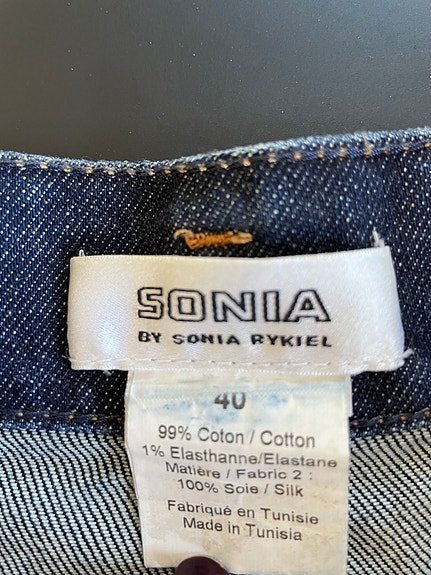 SONIA
BY SONIA RYKIEL
40
99% Coton / Cotton
1% Elasthanne/Elastane
Matière / Fabric 2 :
100% Soie / Silk
Fabriqué en Tunisie
Made in Tunisia